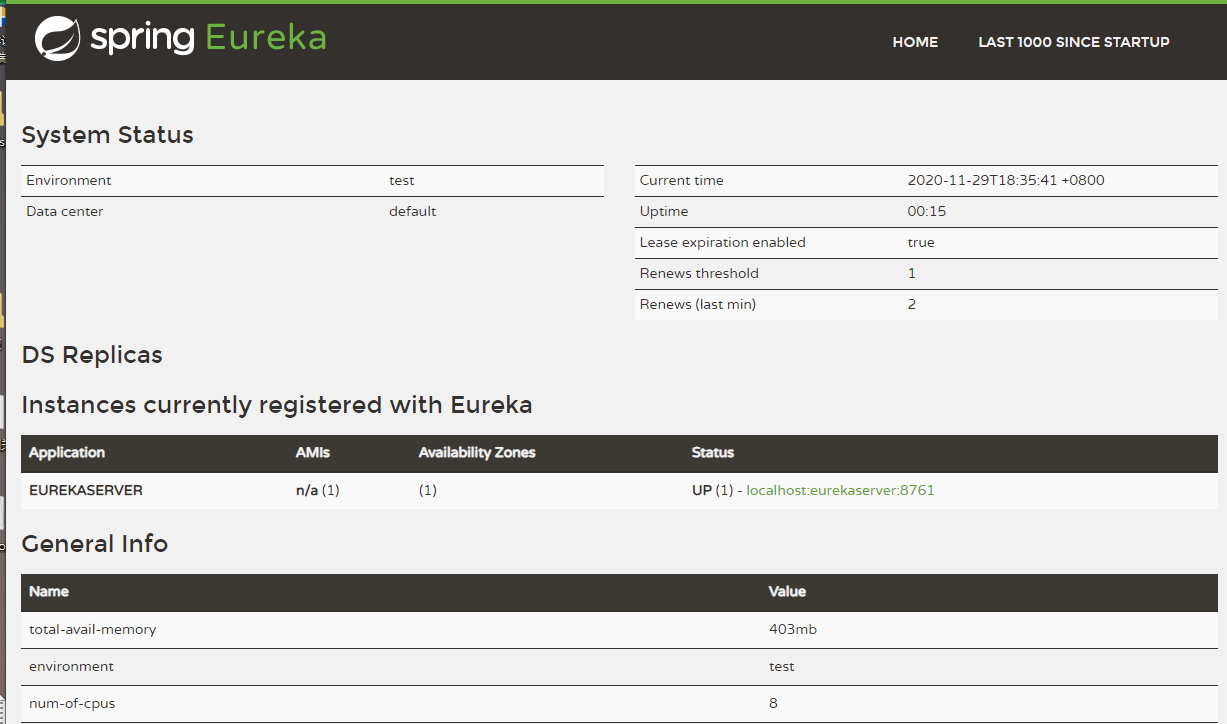 spring Eureka
HOME LAST 1000 SINCE STARTUP
System Status
Environment test
Data center default
Current time 2020-11-29T18:35:41 +0800
Uptime 00:15
Lease expiration enabled true
Renews threshold 1
Renews (last min) 2
DS Replicas
Instances currently registered with Eureka
Application AMIs Availability Zones Status
EUREKASERVER n/a (1) (1) UP (1) - localhost:eurekaserver:8761
General Info
Name Value
total-avail-memory 403mb
environment test
num-of-cpus 8